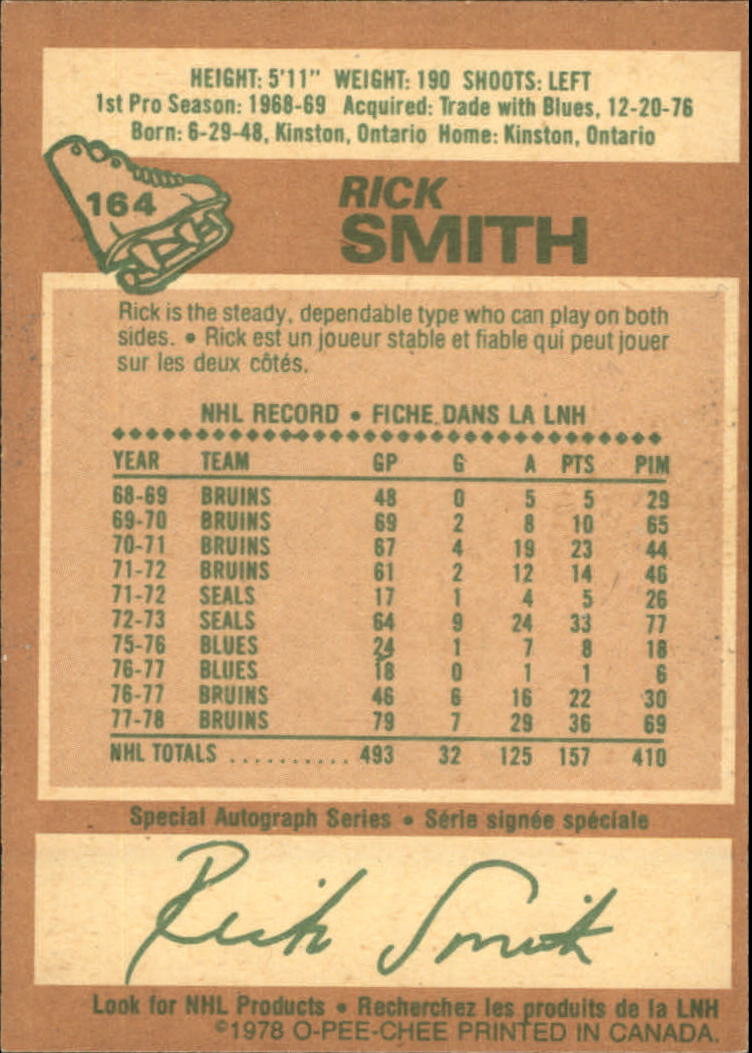 HEIGHT: 5'11" WEIGHT: 190 SHOOTS: LEFT
1st Pro Season: 1968-69 Acquired: Trade with Blues, 12-20-76
Born: 6-29-48, Kinston, Ontario Home: Kinston, Ontario
164
RICK
SMITH
Rick is the steady, dependable type who can play on both
sides. • Rick est un joueur stable et fiable qui peut jouer
sur les deux côtés.
NHL RECORD • FICHE DANS LA LNH
YEAR TEAM GP G A PTS PIM
68-69 BRUINS 48 0 5 5 29
69-70 BRUINS 69 2 8 10 65
70-71 BRUINS 67 4 19 23 44
71-72 BRUINS 61 2 12 14 46
71-72 SEALS 17 1 4 5 26
72-73 SEALS 64 9 24 33 77
75-76 BLUES 24 1 7 8 18
76-77 BLUES 18 0 1 1 6
76-77 BRUINS 46 6 16 22 30
77-78 BRUINS 79 7 29 36 69
NHL TOTALS .......... 493 32 125 157 410
Special Autograph Series • Série signée spéciale
Rick Smith
Look for NHL Products • Recherchez les produits de la LNH
©1978 O-PEE-CHEE PRINTED IN CANADA.